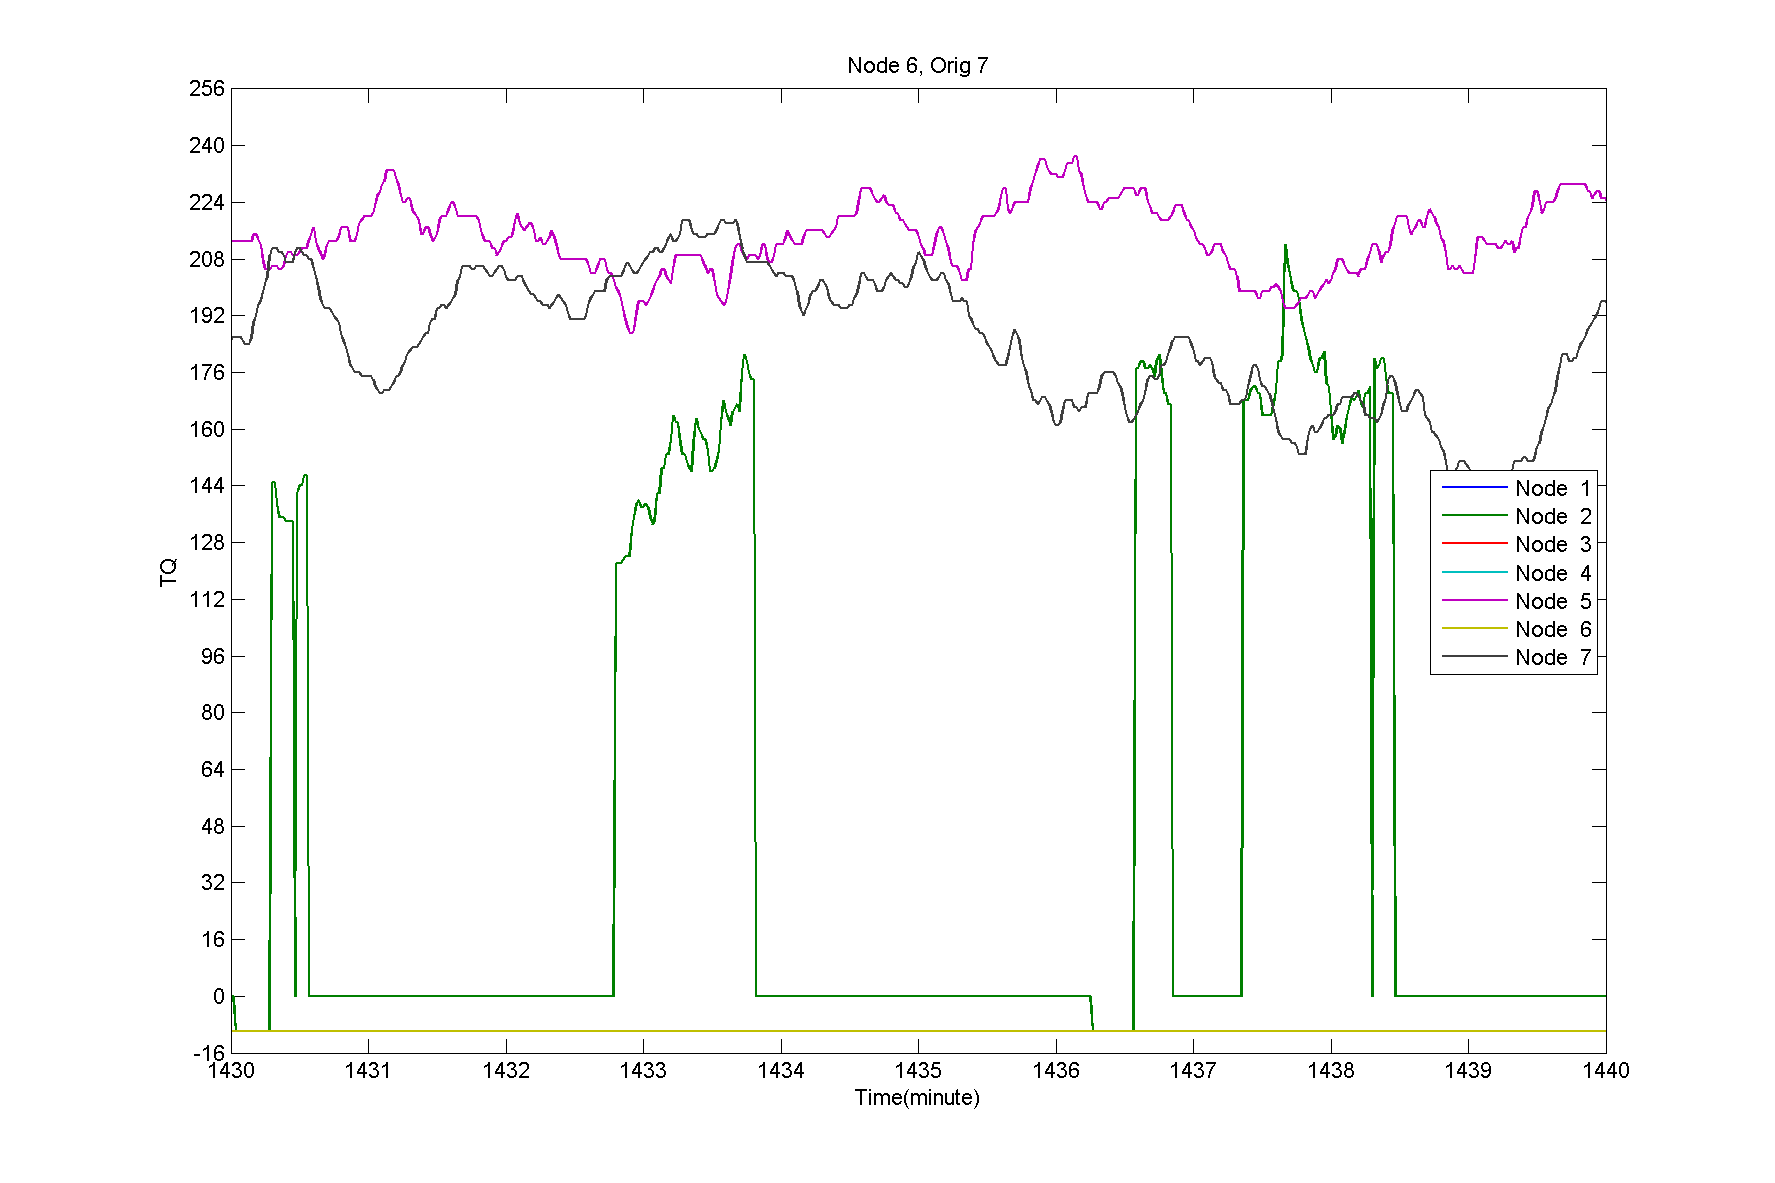 Node 6, Orig 7
256
240
224
208
192
176
160
144
128
112
96
80
64
48
32
16
0
-16
TQ
Node 1
Node 2
Node 3
Node 4
Node 5
Node 6
Node 7
1430 1431 1432 1433 1434 1435 1436 1437 1438 1439 1440
Time(minute)